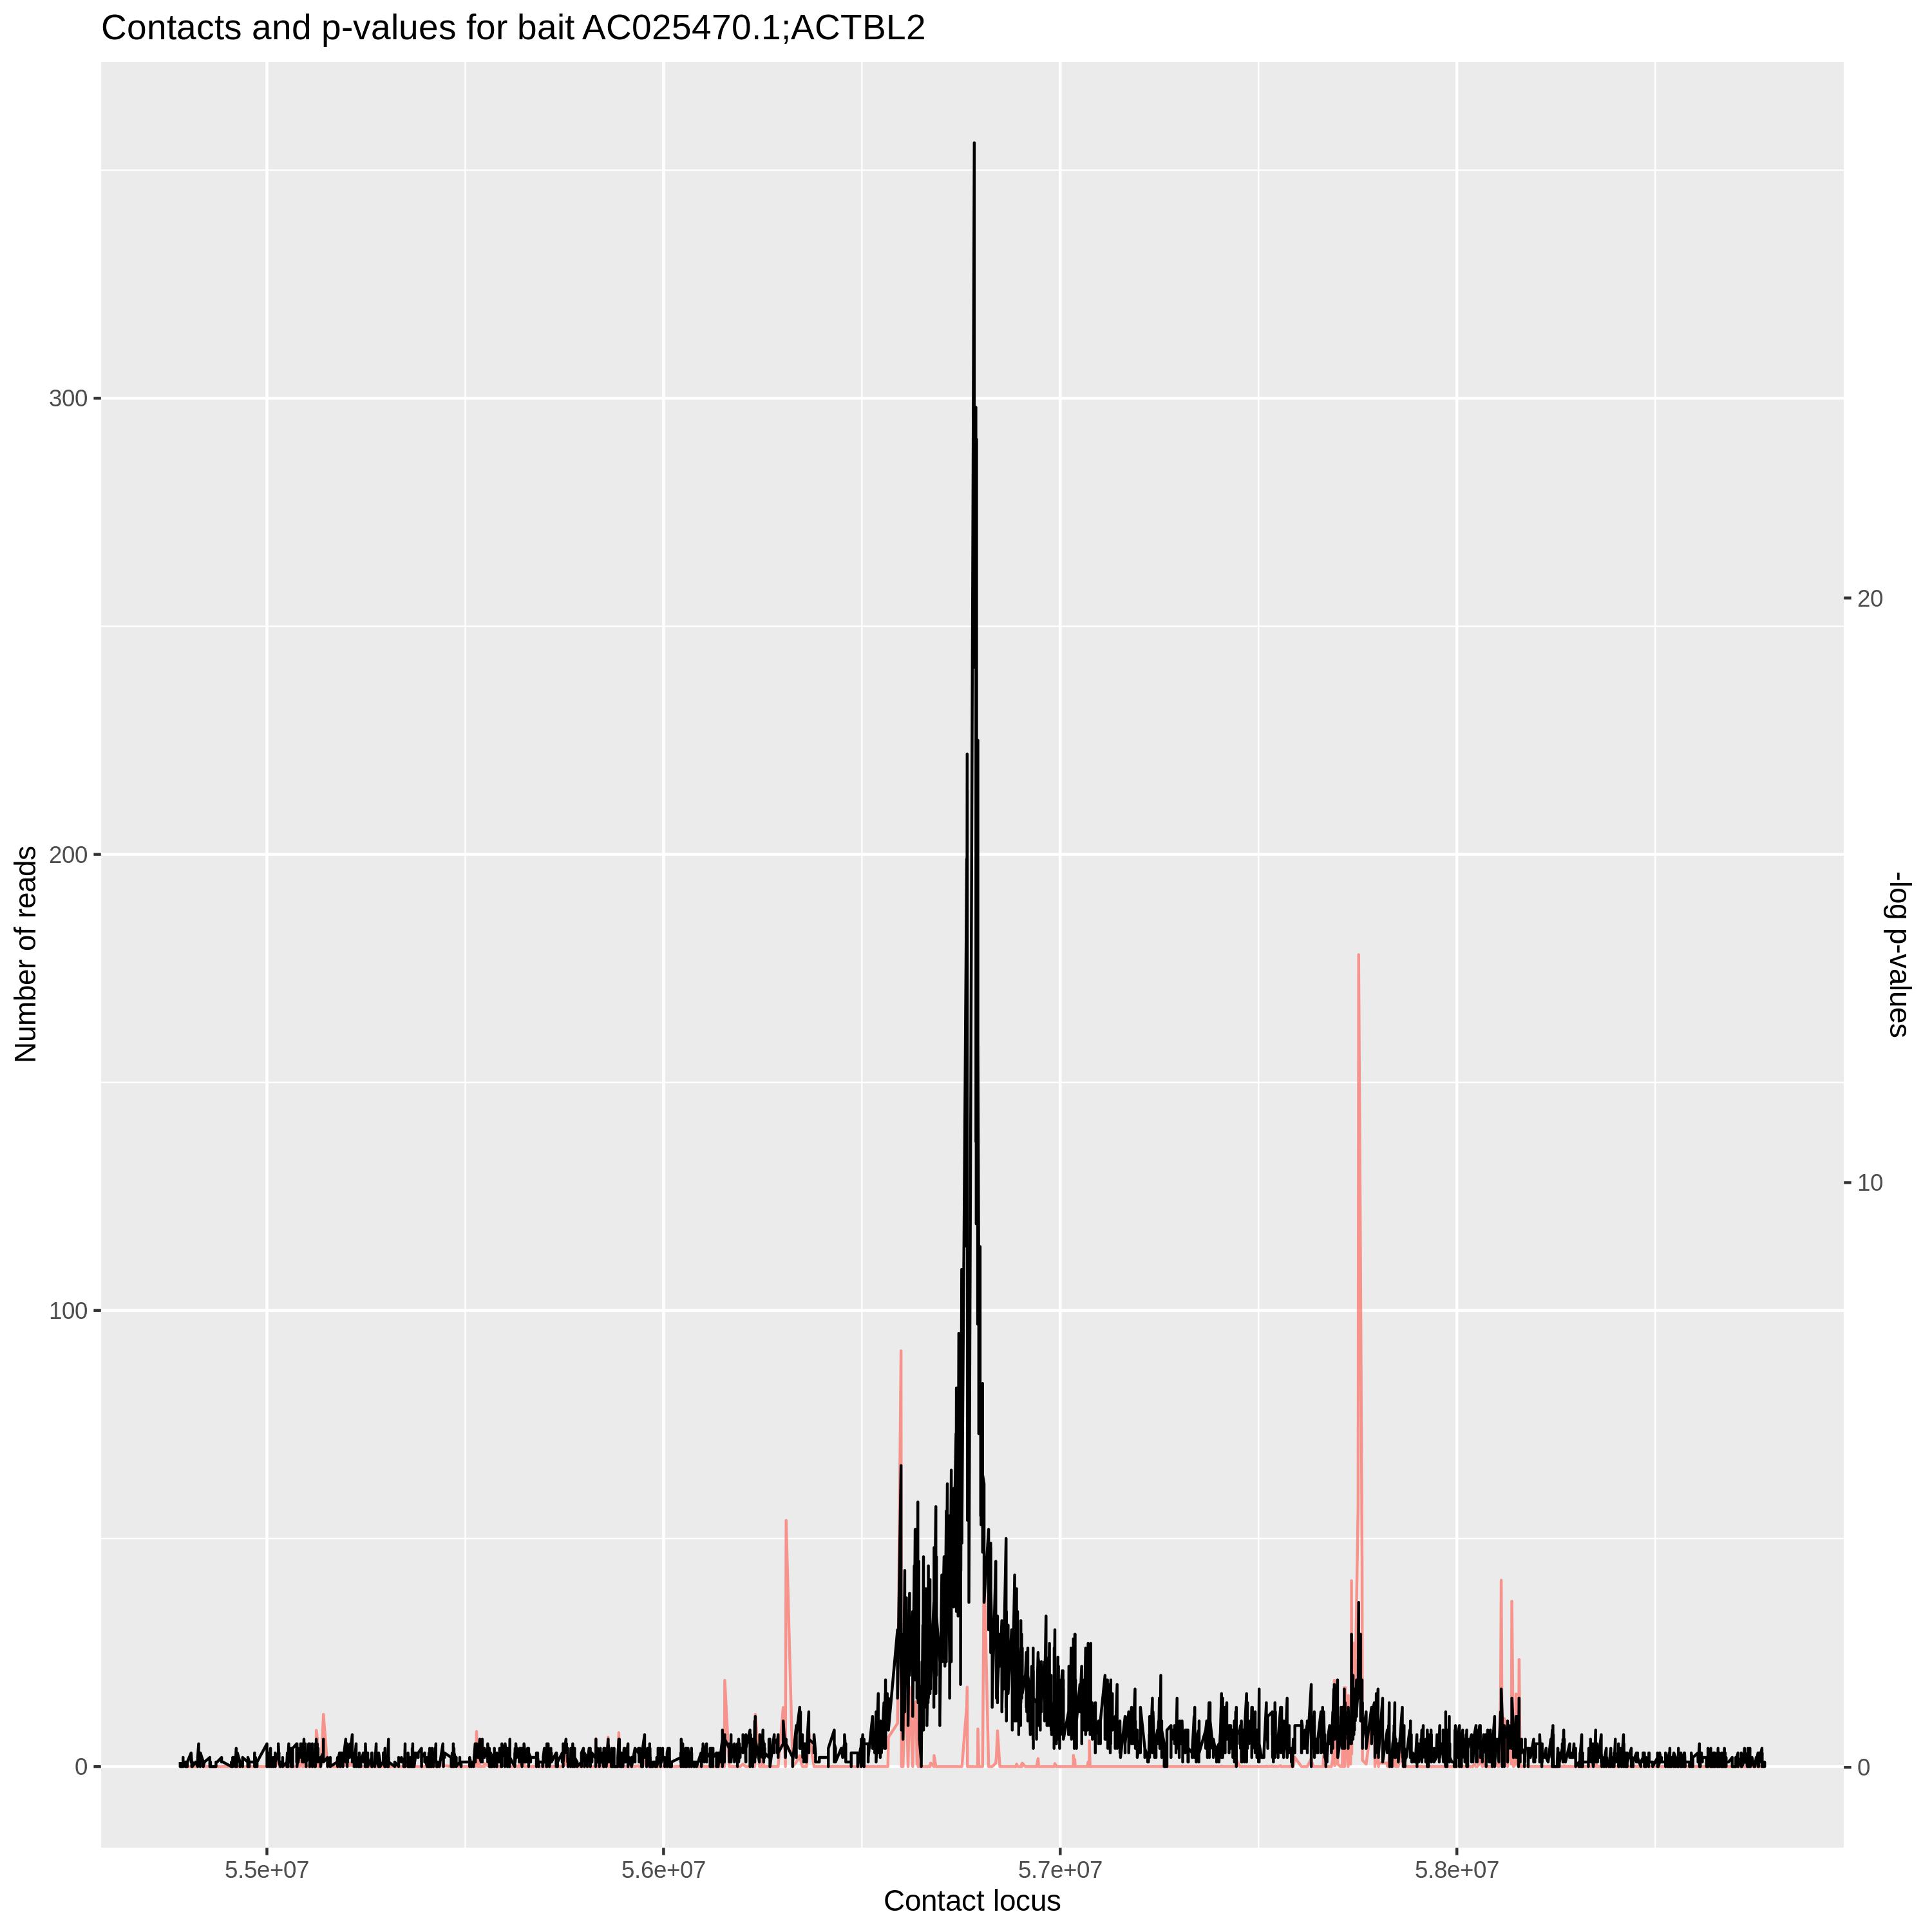 Contacts and p-values for bait AC025470.1;ACTBL2
Number of reads
300
200
100
0
20
10
0
-log p-values
5.5e+07
5.6e+07
5.7e+07
5.8e+07
Contact locus